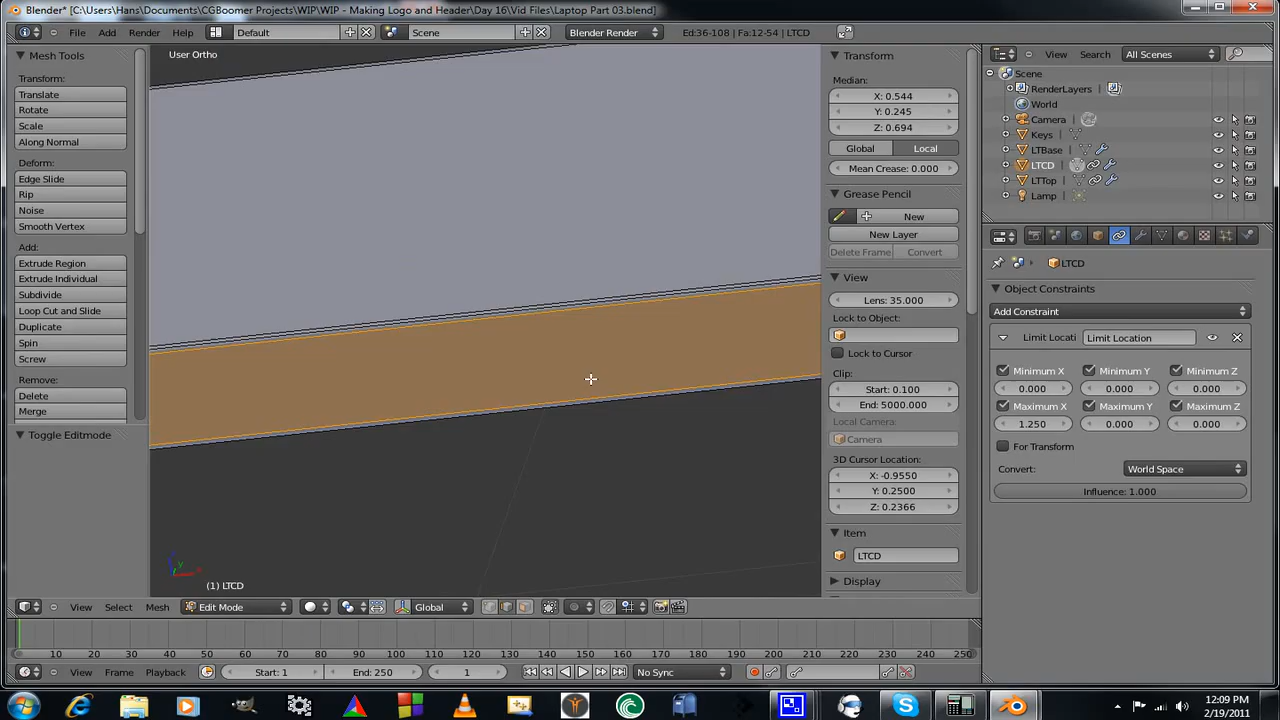 Blender* [C:\Users\Hans\Documents\CGBoomer Projects\WIP\WIP - Making Logo and Header\Day 16\Vid Files\Laptop Part 03.blend]
File Add Render Help Default Scene Blender Render Ed:36-108 | Fa:12-54 | LTCD
View Search All Scenes
Mesh Tools
Transform:
Translate
Rotate
Scale
Along Normal
Deform:
Edge Slide
Rip
Noise
Smooth Vertex
Add:
Extrude Region
Extrude Individual
Subdivide
Loop Cut and Slide
Duplicate
Spin
Screw
Remove:
Delete
Merge
Toggle Editmode
User Ortho
(1) LTCD
Transform
Median:
X: 0.544
Y: 0.245
Z: 0.694
Global Local
Mean Crease: 0.000
Grease Pencil
New
New Layer
Delete Frame Convert
View
Lens: 35.000
Lock to Object:
Lock to Cursor
Clip:
Start: 0.100
End: 5000.000
Local Camera:
Camera
3D Cursor Location:
X: -0.9550
Y: 0.2500
Z: 0.2366
Item
LTCD
Display
Scene
RenderLayers
World
Camera
Keys
LTBase
LTCD
LTTop
Lamp
LTCD
Object Constraints
Add Constraint
Limit Locati Limit Location
Minimum X Minimum Y Minimum Z
0.000 0.000 0.000
Maximum X Maximum Y Maximum Z
1.250 0.000 0.000
For Transform
Convert: World Space
Influence: 1.000
View Select Mesh Edit Mode Global
10 20 30 40 50 60 70 80 90 100 110 120 130 140 150 160 170 180 190 200 210 220 230 240 250
View Frame Playback Start: 1 End: 250 1 No Sync
12:09 PM
2/19/2011